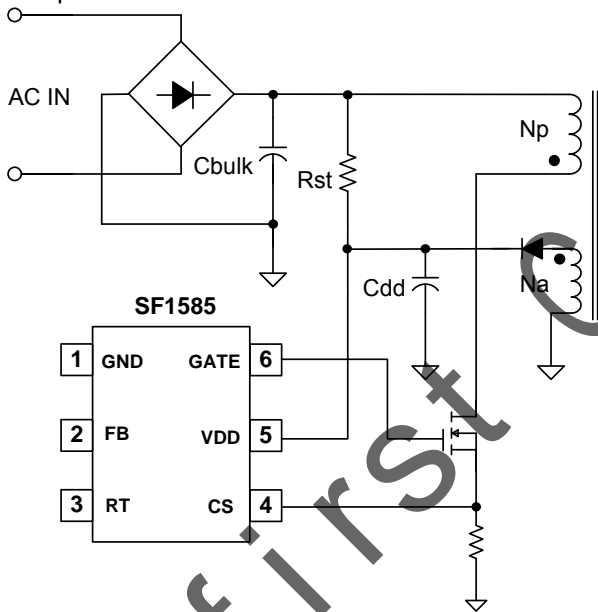 AC IN
Np
Cbulk
Rst
Na
Cdd
SF1585
1 GND GATE 6
2 FB VDD 5
3 RT CS 4
first